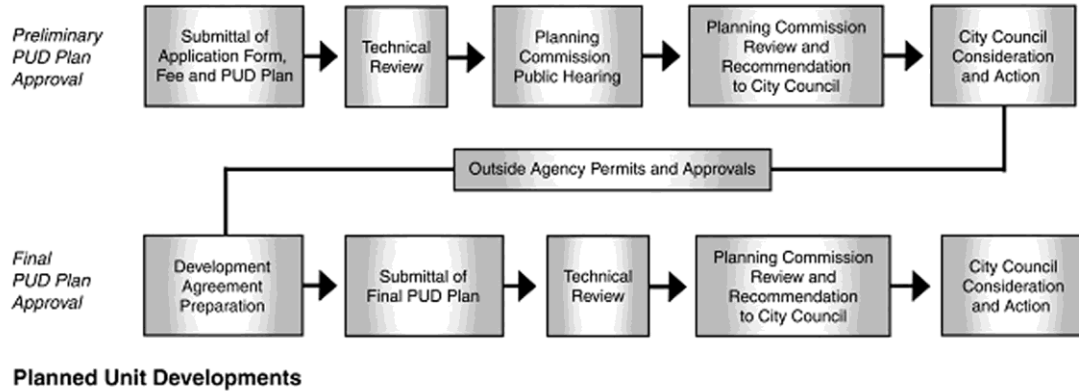 Preliminary
PUD Plan
Approval
Submittal of
Application Form,
Fee and PUD Plan
Technical
Review
Planning
Commission
Public Hearing
Planning Commission
Review and
Recommendation
to City Council
City Council
Consideration
and Action
Outside Agency Permits and Approvals
Final
PUD Plan
Approval
Development
Agreement
Preparation
Submittal of
Final PUD Plan
Technical
Review
Planning Commission
Review and
Recommendation
to City Council
City Council
Consideration
and Action
Planned Unit Developments